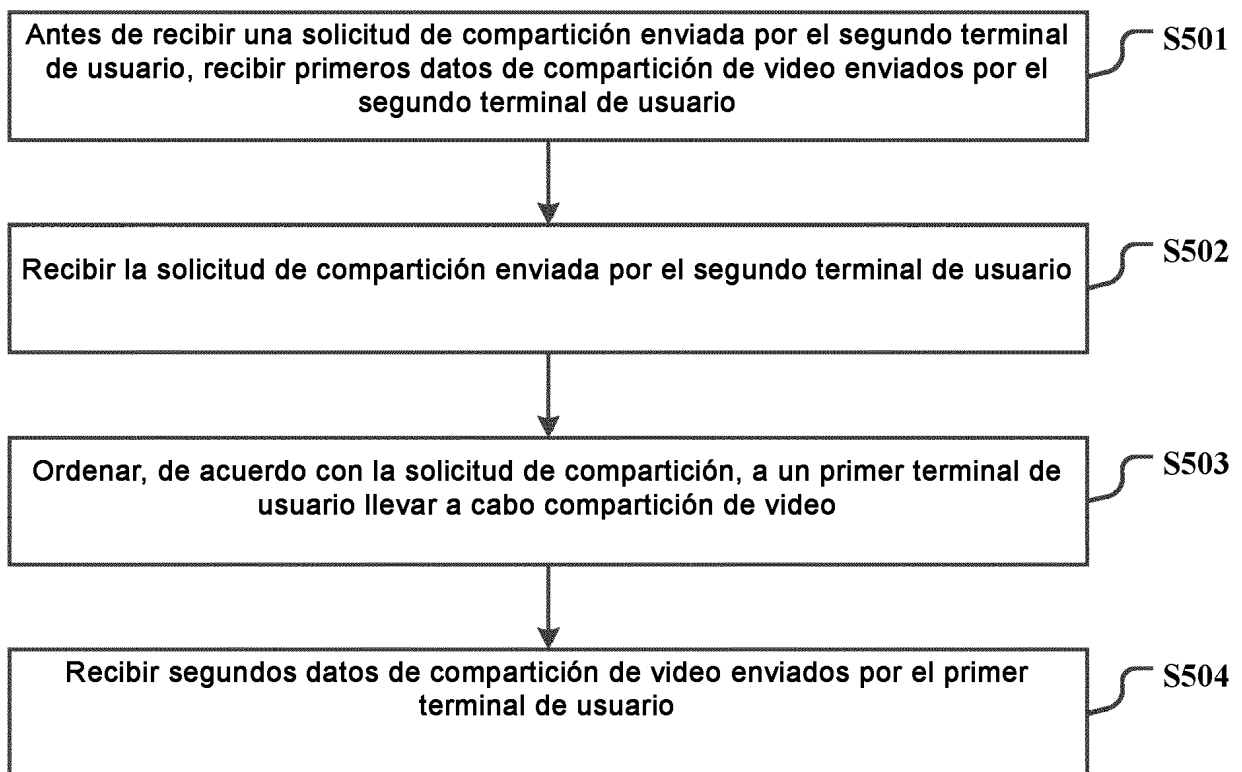 Antes de recibir una solicitud de compartición enviada por el segundo terminal
de usuario, recibir primeros datos de compartición de video enviados por el
segundo terminal de usuario
S501
Recibir la solicitud de compartición enviada por el segundo terminal de usuario
S502
Ordenar, de acuerdo con la solicitud de compartición, a un primer terminal de
usuario llevar a cabo compartición de video
S503
Recibir segundos datos de compartición de video enviados por el primer
terminal de usuario
S504